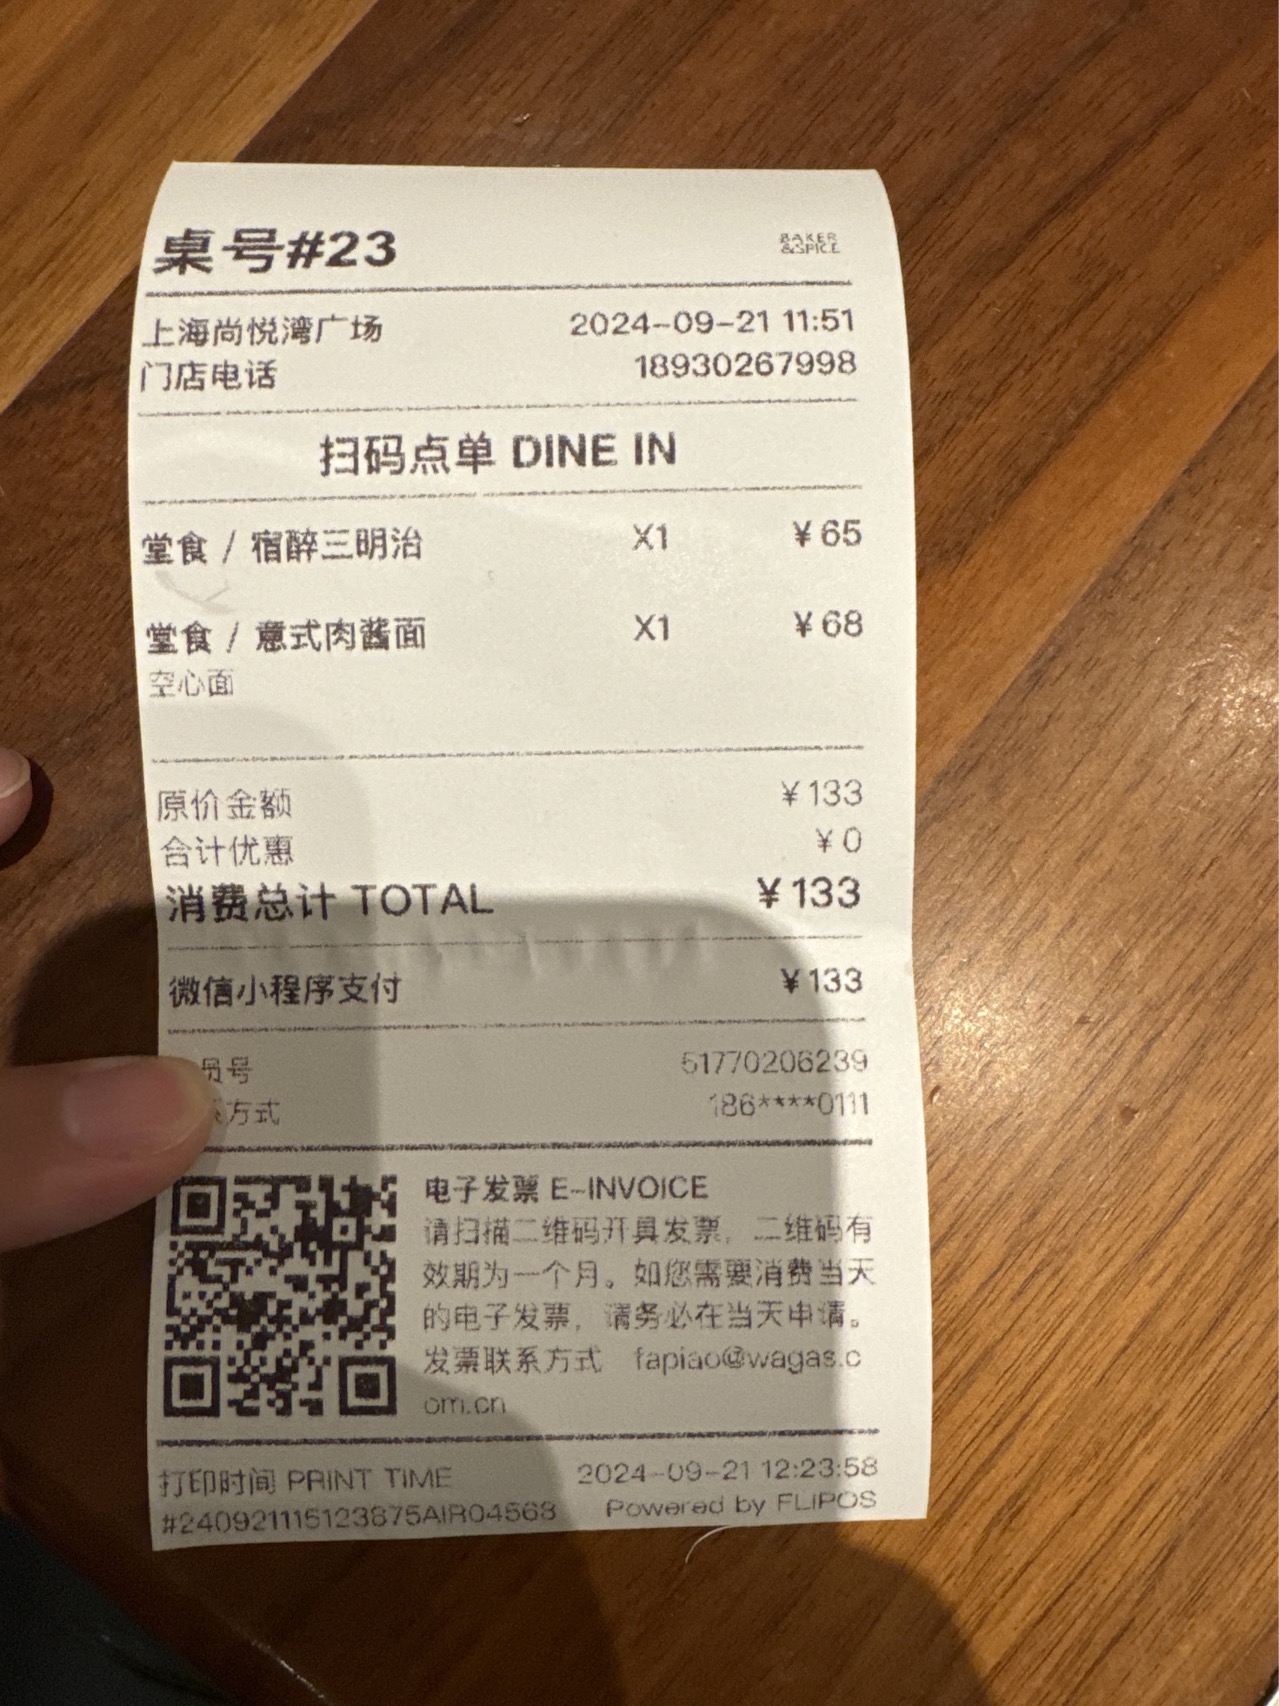 桌号#23
BAKER
&SPICE
上海尚悦湾广场 2024-09-21 11:51
门店电话 18930267998
扫码点单 DINE IN
堂食 / 宿醉三明治 X1 ¥65
堂食 / 意式肉酱面 X1 ¥68
空心面
原价金额 ¥133
合计优惠 ¥0
消费总计 TOTAL ¥133
微信小程序支付 ¥133
员号 51770206239
方式 186****0111
电子发票 E-INVOICE
请扫描二维码开具发票，二维码有
效期为一个月。如您需要消费当天
的电子发票，请务必在当天申请。
发票联系方式 fapiao@wagas.c
om.cn
打印时间 PRINT TIME 2024-09-21 12:23:58
#240921115123875AIR04568 Powered by FLIPOS